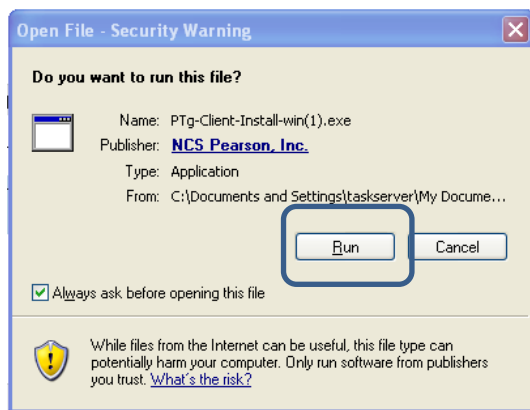 Open File - Security Warning
Do you want to run this file?
Name: PTg-Client-Install-win(1).exe
Publisher: NCS Pearson, Inc.
Type: Application
From: C:\Documents and Settings\taskserver\My Docume...
Run Cancel
Always ask before opening this file
While files from the Internet can be useful, this file type can
potentially harm your computer. Only run software from publishers
you trust. What's the risk?